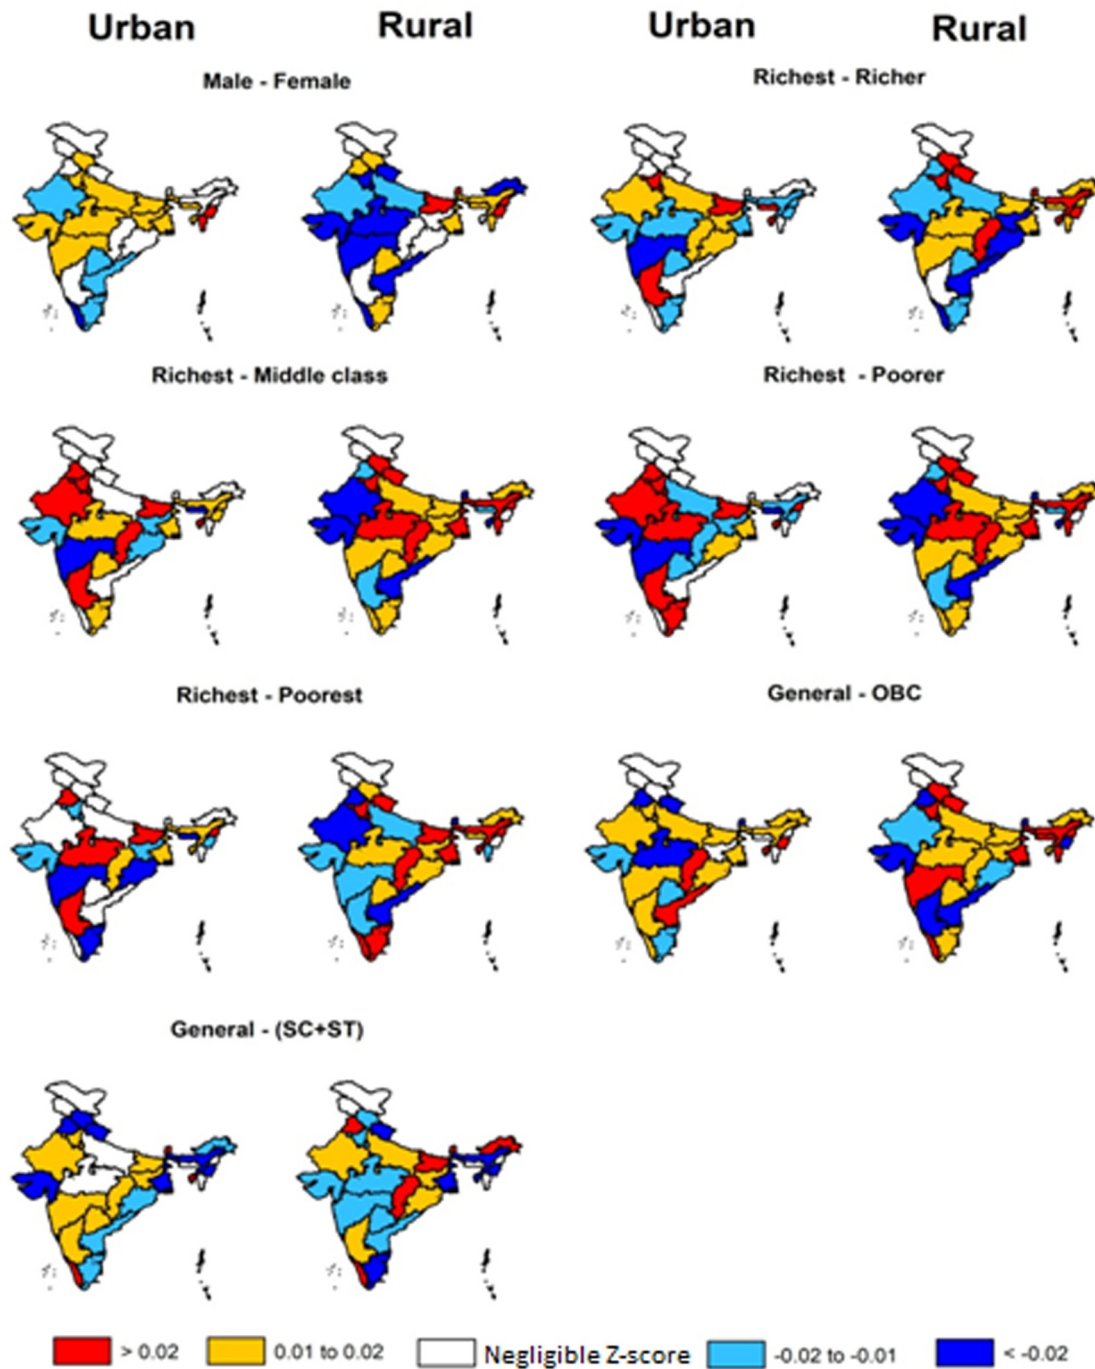 Urban Rural Urban Rural
Male - Female Richest - Richer
Richest - Middle class Richest - Poorer
Richest - Poorest General - OBC
General - (SC+ST)
> 0.02 0.01 to 0.02 Negligible Z-score -0.02 to -0.01 < -0.02